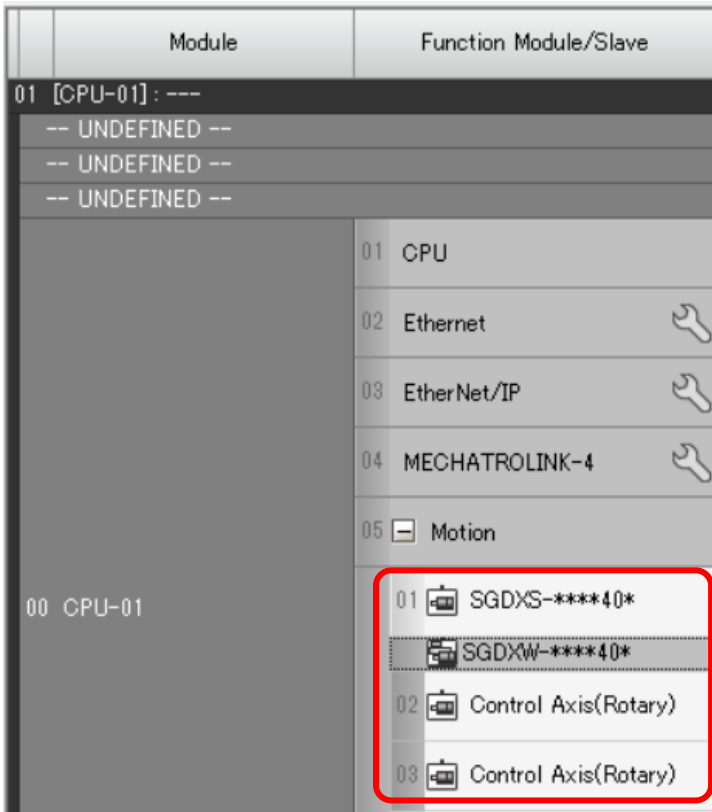 Module Function Module/Slave
01 [CPU-01] : ---
-- UNDEFINED --
-- UNDEFINED --
-- UNDEFINED --
01 CPU
02 Ethernet
03 EtherNet/IP
04 MECHATROLINK-4
05 Motion
00 CPU-01
01 SGDXS-****40*
SGDXW-****40*
02 Control Axis(Rotary)
03 Control Axis(Rotary)